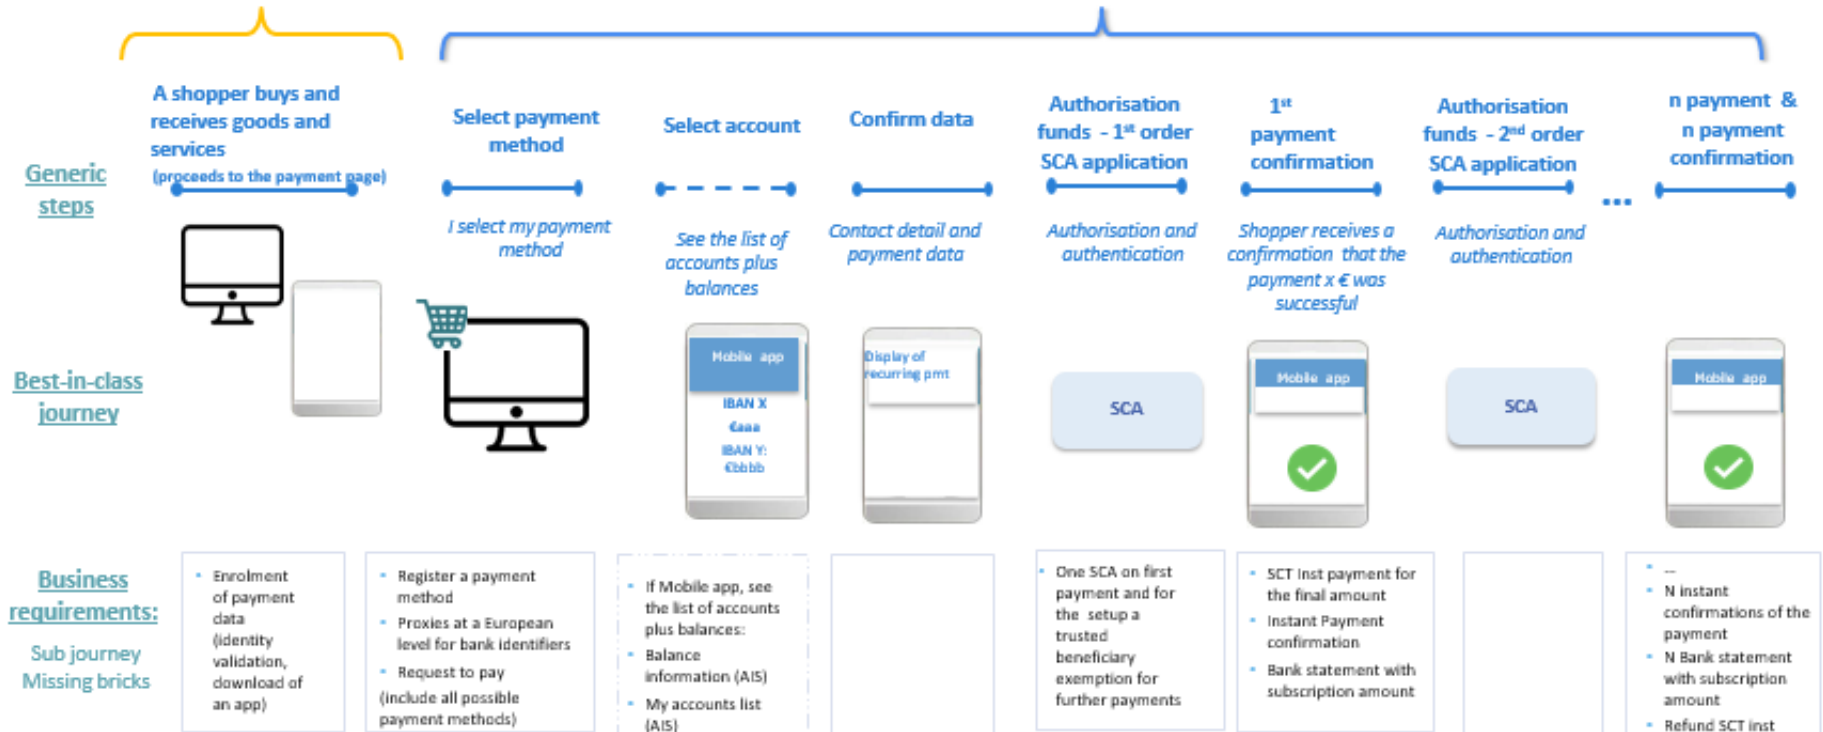 A shopper buys and
receives goods and
services
(proceeds to the payment page)
Select payment
method
Select account
Confirm data
Authorisation
funds - 1st order
SCA application
1st
payment
confirmation
Authorisation
funds - 2nd order
SCA application
n payment &
n payment
confirmation
Generic
steps
...
I select my payment
method
See the list of
accounts plus
balances
Contact detail and
payment data
Authorisation and
authentication
Shopper receives a
confirmation that the
payment x € was
successful
Authorisation and
authentication
Best-in-class
journey
Mobile app
IBAN X
€aaa
IBAN Y:
€bbbb
Display of
recurring pmt
SCA
Mobile app
SCA
Mobile app
Business
requirements:
Sub journey
Missing bricks
▪ Enrolment
of payment
data
(identity
validation,
download of
an app)
▪ Register a payment
method
▪ Proxies at a European
level for bank identifiers
▪ Request to pay
(include all possible
payment methods)
▪ If Mobile app, see
the list of accounts
plus balances:
▪ Balance
information (AIS)
▪ My accounts list
(AIS)
▪ One SCA on first
payment and for
the setup a
trusted
beneficiary
exemption for
further payments
▪ SCT Inst payment for
the final amount
▪ Instant Payment
confirmation
▪ Bank statement with
subscription amount
▪ ...
▪ N instant
confirmations of the
payment
▪ N Bank statement
with subscription
amount
▪ Refund SCT inst